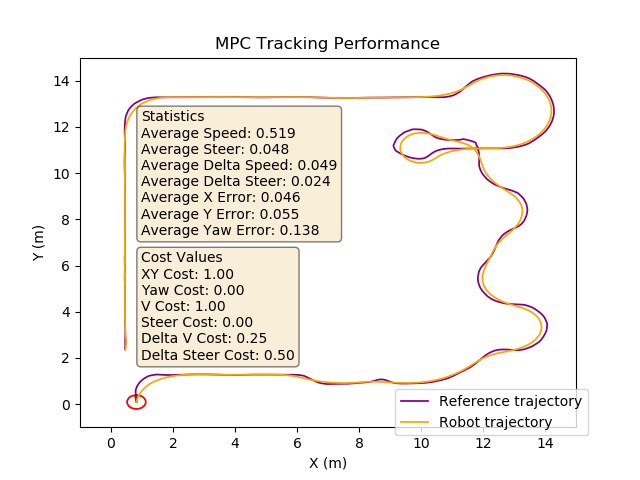 MPC Tracking Performance
14
12
10
8
6
4
2
0
Y (m)
Statistics
Average Speed: 0.519
Average Steer: 0.048
Average Delta Speed: 0.049
Average Delta Steer: 0.024
Average X Error: 0.046
Average Y Error: 0.055
Average Yaw Error: 0.138
Cost Values
XY Cost: 1.00
Yaw Cost: 0.00
V Cost: 1.00
Steer Cost: 0.00
Delta V Cost: 0.25
Delta Steer Cost: 0.50
Reference trajectory
Robot trajectory
0 2 4 6 8 10 12 14
X (m)